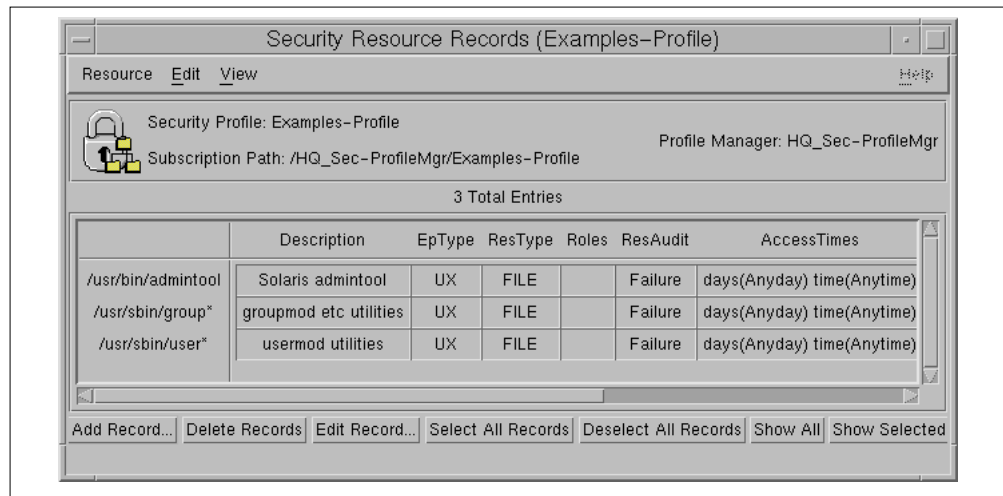 Security Resource Records (Examples-Profile)
Resource Edit View Help
Security Profile: Examples-Profile
Profile Manager: HQ_Sec-ProfileMgr
Subscription Path: /HQ_Sec-ProfileMgr/Examples-Profile
3 Total Entries
Description EpType ResType Roles ResAudit AccessTimes
/usr/bin/admintool Solaris admintool UX FILE Failure days(Anyday) time(Anytime)
/usr/sbin/group* groupmod etc utilities UX FILE Failure days(Anyday) time(Anytime)
/usr/sbin/user* usermod utilities UX FILE Failure days(Anyday) time(Anytime)
Add Record... Delete Records Edit Record... Select All Records Deselect All Records Show All Show Selected